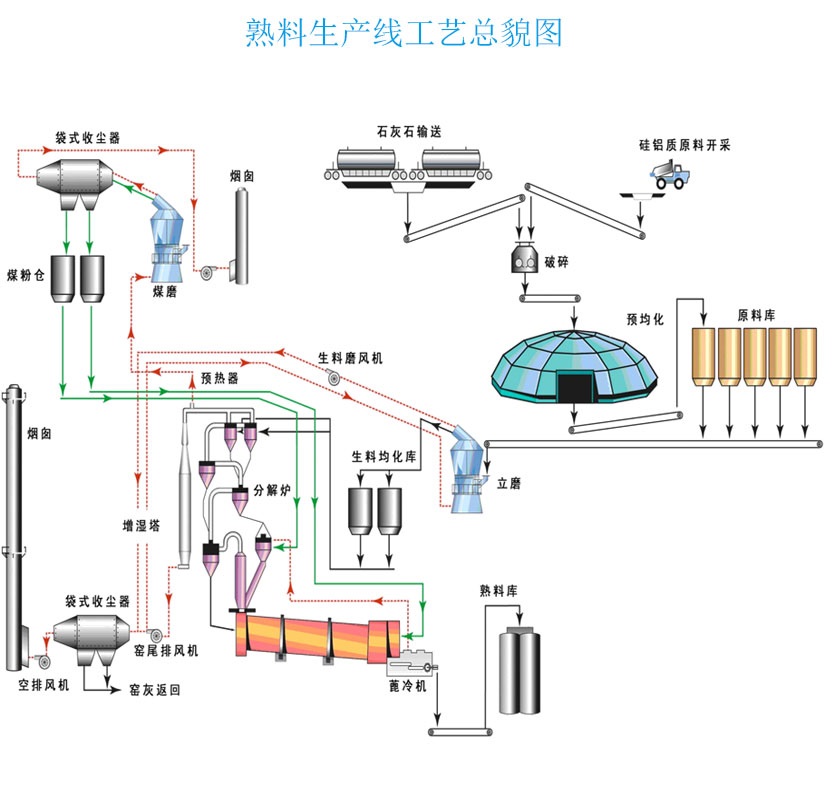 熟料生产线工艺总貌图
石灰石输送
袋式收尘器
硅铝质原料开采
烟囱
破碎
煤粉仓
煤磨
预均化
原料库
生料磨风机
预热器
烟囱
生料均化库
立磨
分解炉
增湿塔
熟料库
袋式收尘器
窑尾排风机
空排风机
窑灰返回
蓖冷机